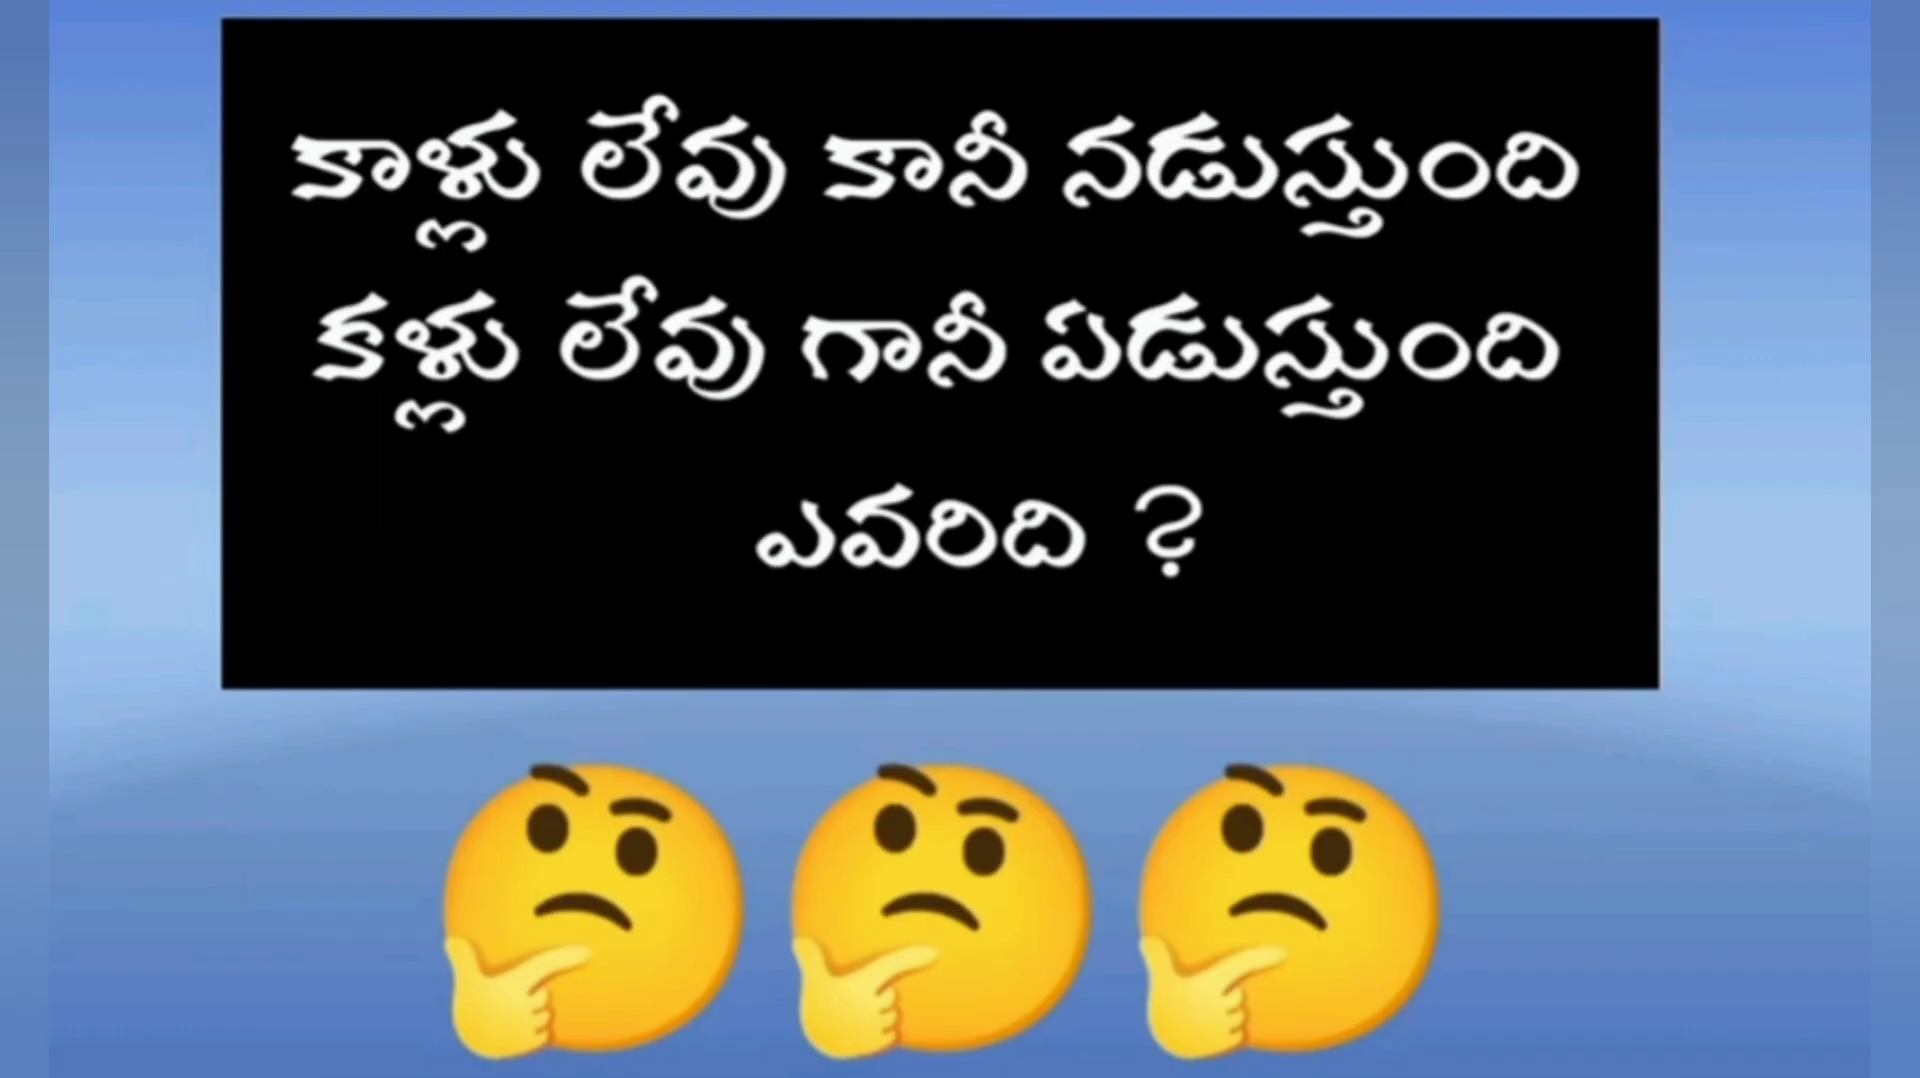 కాళ్లు లేవు కానీ నడుస్తుంది
కళ్లు లేవు గానీ ఏడుస్తుంది
ఎవరిది ?